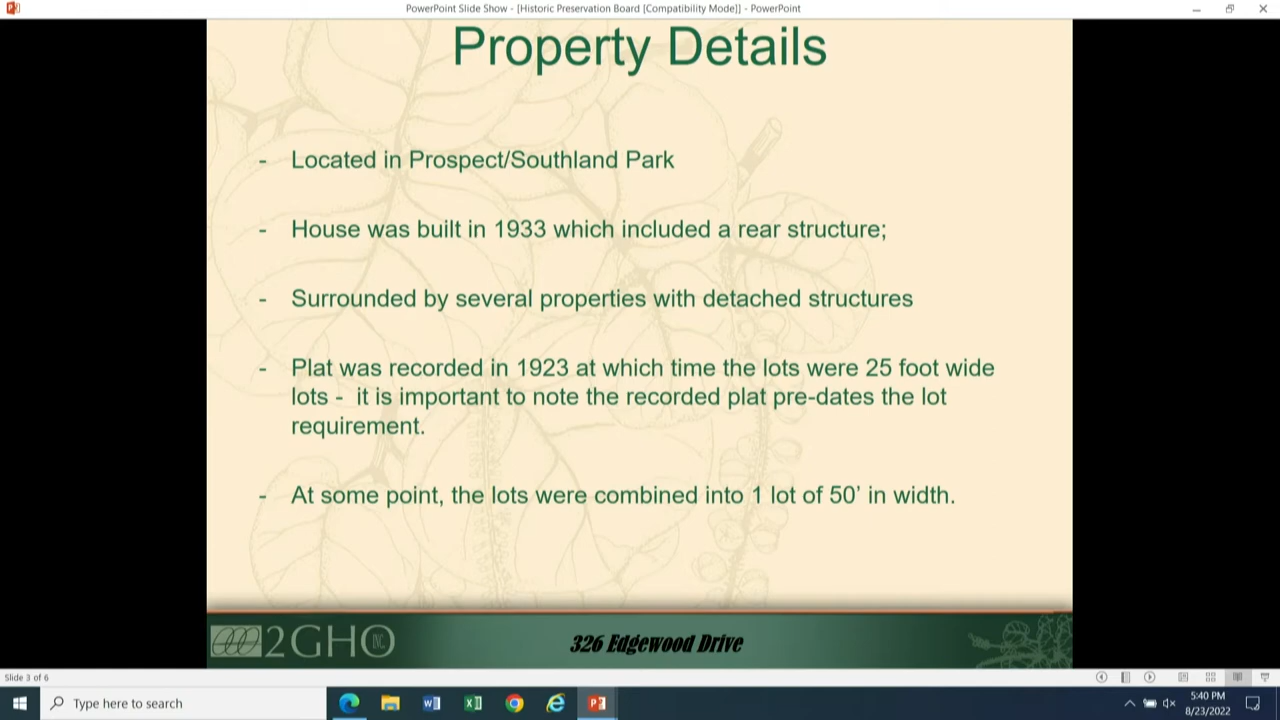 PowerPoint Slide Show - [Historic Preservation Board [Compatibility Mode]] - PowerPoint
Property Details
- Located in Prospect/Southland Park
- House was built in 1933 which included a rear structure;
- Surrounded by several properties with detached structures
- Plat was recorded in 1923 at which time the lots were 25 foot wide
lots - it is important to note the recorded plat pre-dates the lot
requirement.
- At some point, the lots were combined into 1 lot of 50’ in width.
2GHO INC
326 Edgewood Drive
Slide 3 of 6
Type here to search
5:40 PM
8/23/2022